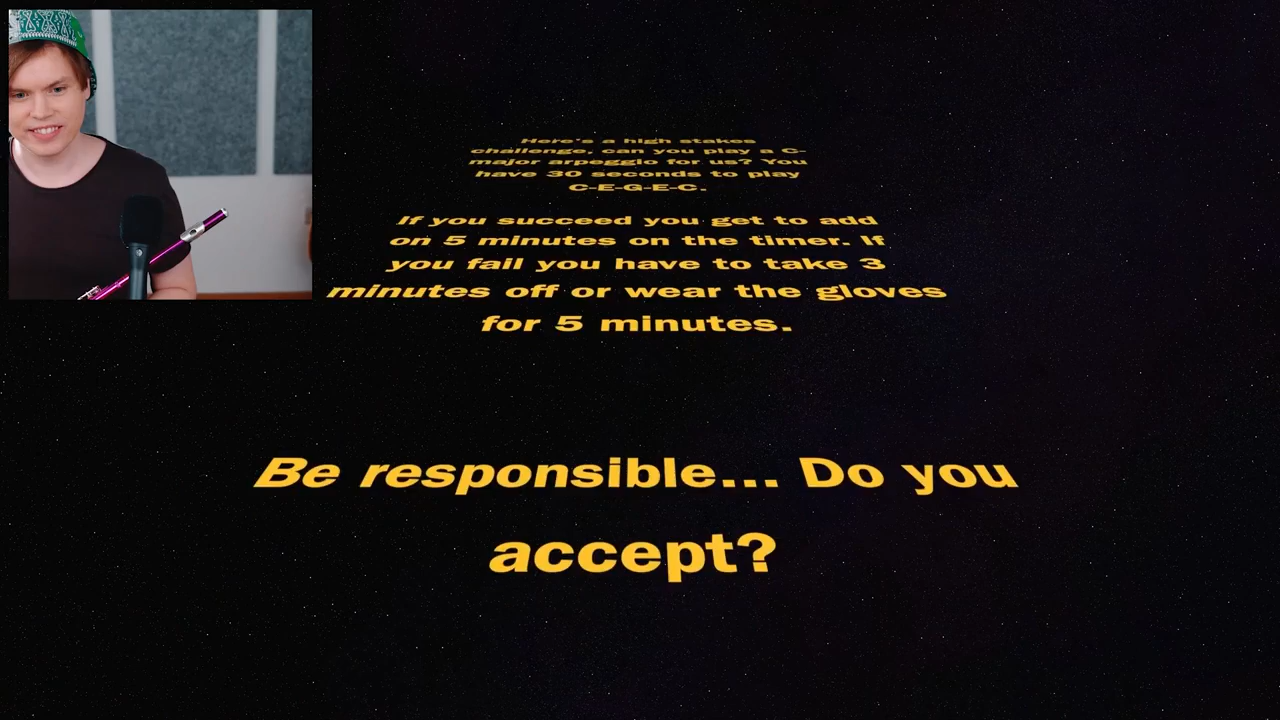 Here's a high stakes
challenge, can you play a C-
major arpeggio for us? You
have 30 seconds to play
C-E-G-E-C.
If you succeed you get to add
on 5 minutes on the timer. If
you fail you have to take 3
minutes off or wear the gloves
for 5 minutes.
Be responsible... Do you
accept?